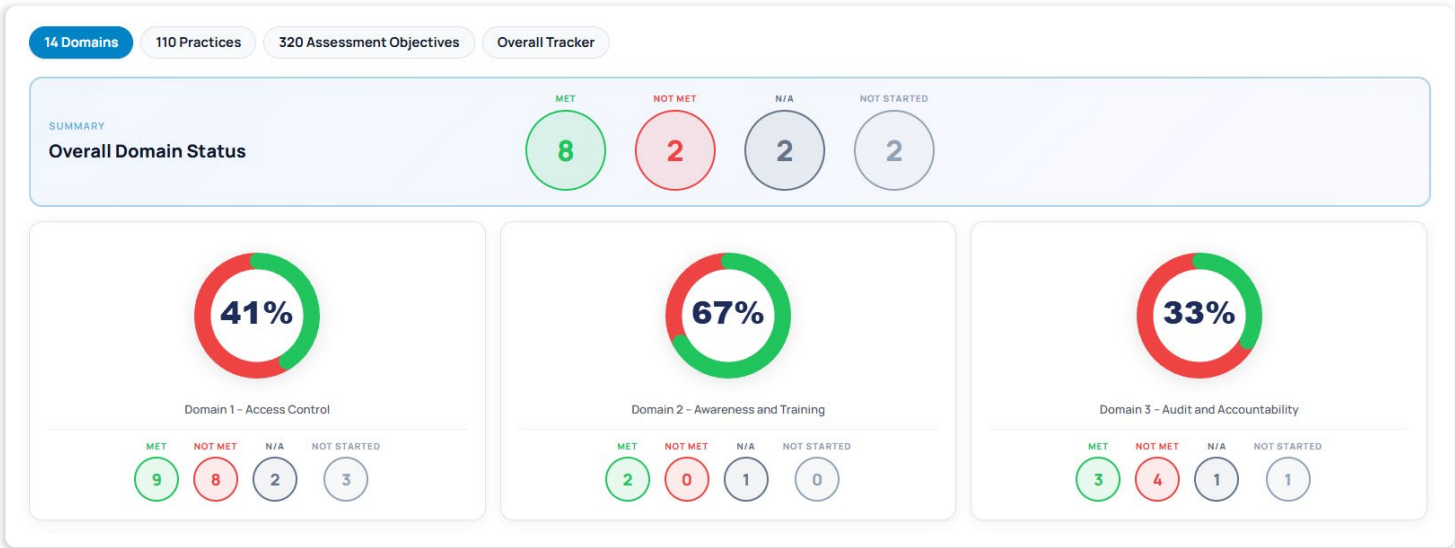 14 Domains 110 Practices 320 Assessment Objectives Overall Tracker
SUMMARY
Overall Domain Status
MET NOT MET N/A NOT STARTED
8 2 2 2
41%
Domain 1 – Access Control
MET NOT MET N/A NOT STARTED
9 8 2 3
67%
Domain 2 – Awareness and Training
MET NOT MET N/A NOT STARTED
2 0 1 0
33%
Domain 3 – Audit and Accountability
MET NOT MET N/A NOT STARTED
3 4 1 1